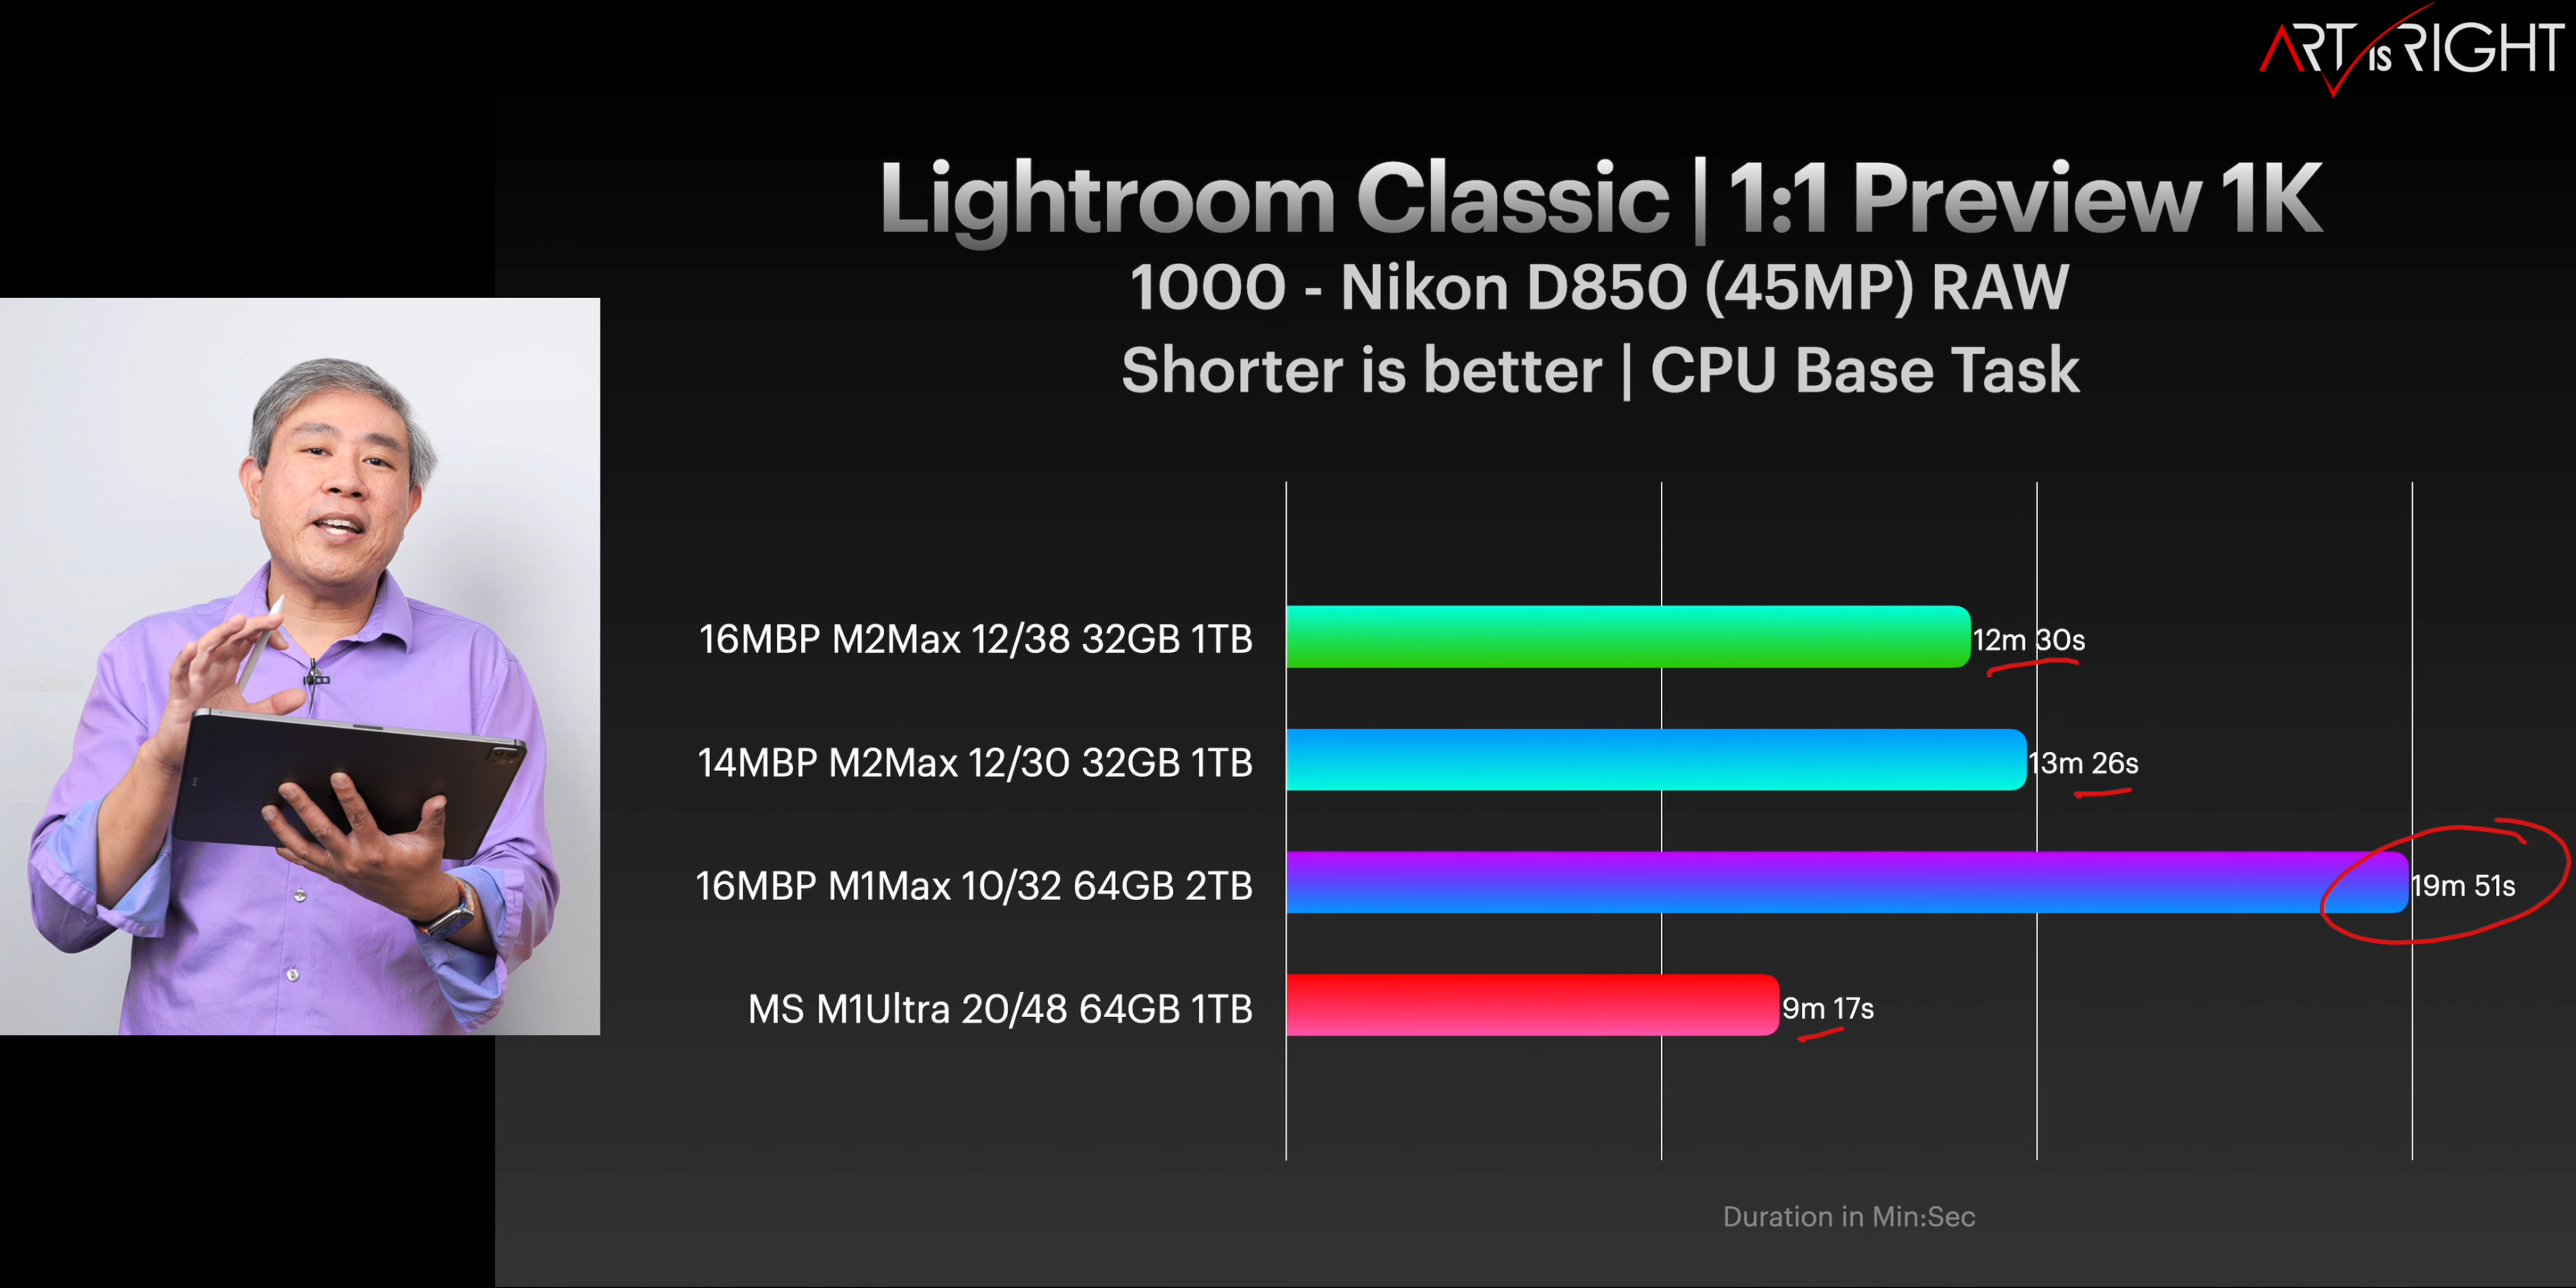 ART is RIGHT
Lightroom Classic | 1:1 Preview 1K
1000 - Nikon D850 (45MP) RAW
Shorter is better | CPU Base Task
16MBP M2Max 12/38 32GB 1TB 12m 30s
14MBP M2Max 12/30 32GB 1TB 13m 26s
16MBP M1Max 10/32 64GB 2TB 19m 51s
MS M1Ultra 20/48 64GB 1TB 9m 17s
Duration in Min:Sec